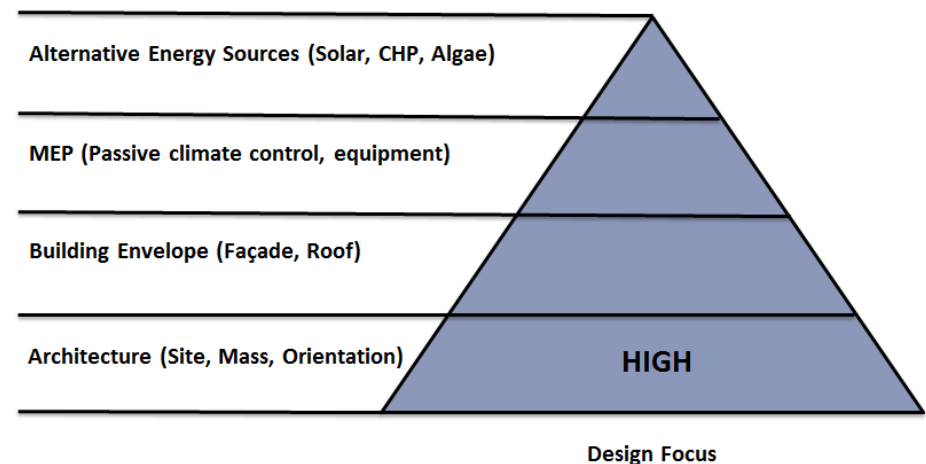 Alternative Energy Sources (Solar, CHP, Algae)
MEP (Passive climate control, equipment)
Building Envelope (Façade, Roof)
Architecture (Site, Mass, Orientation)
HIGH
Design Focus